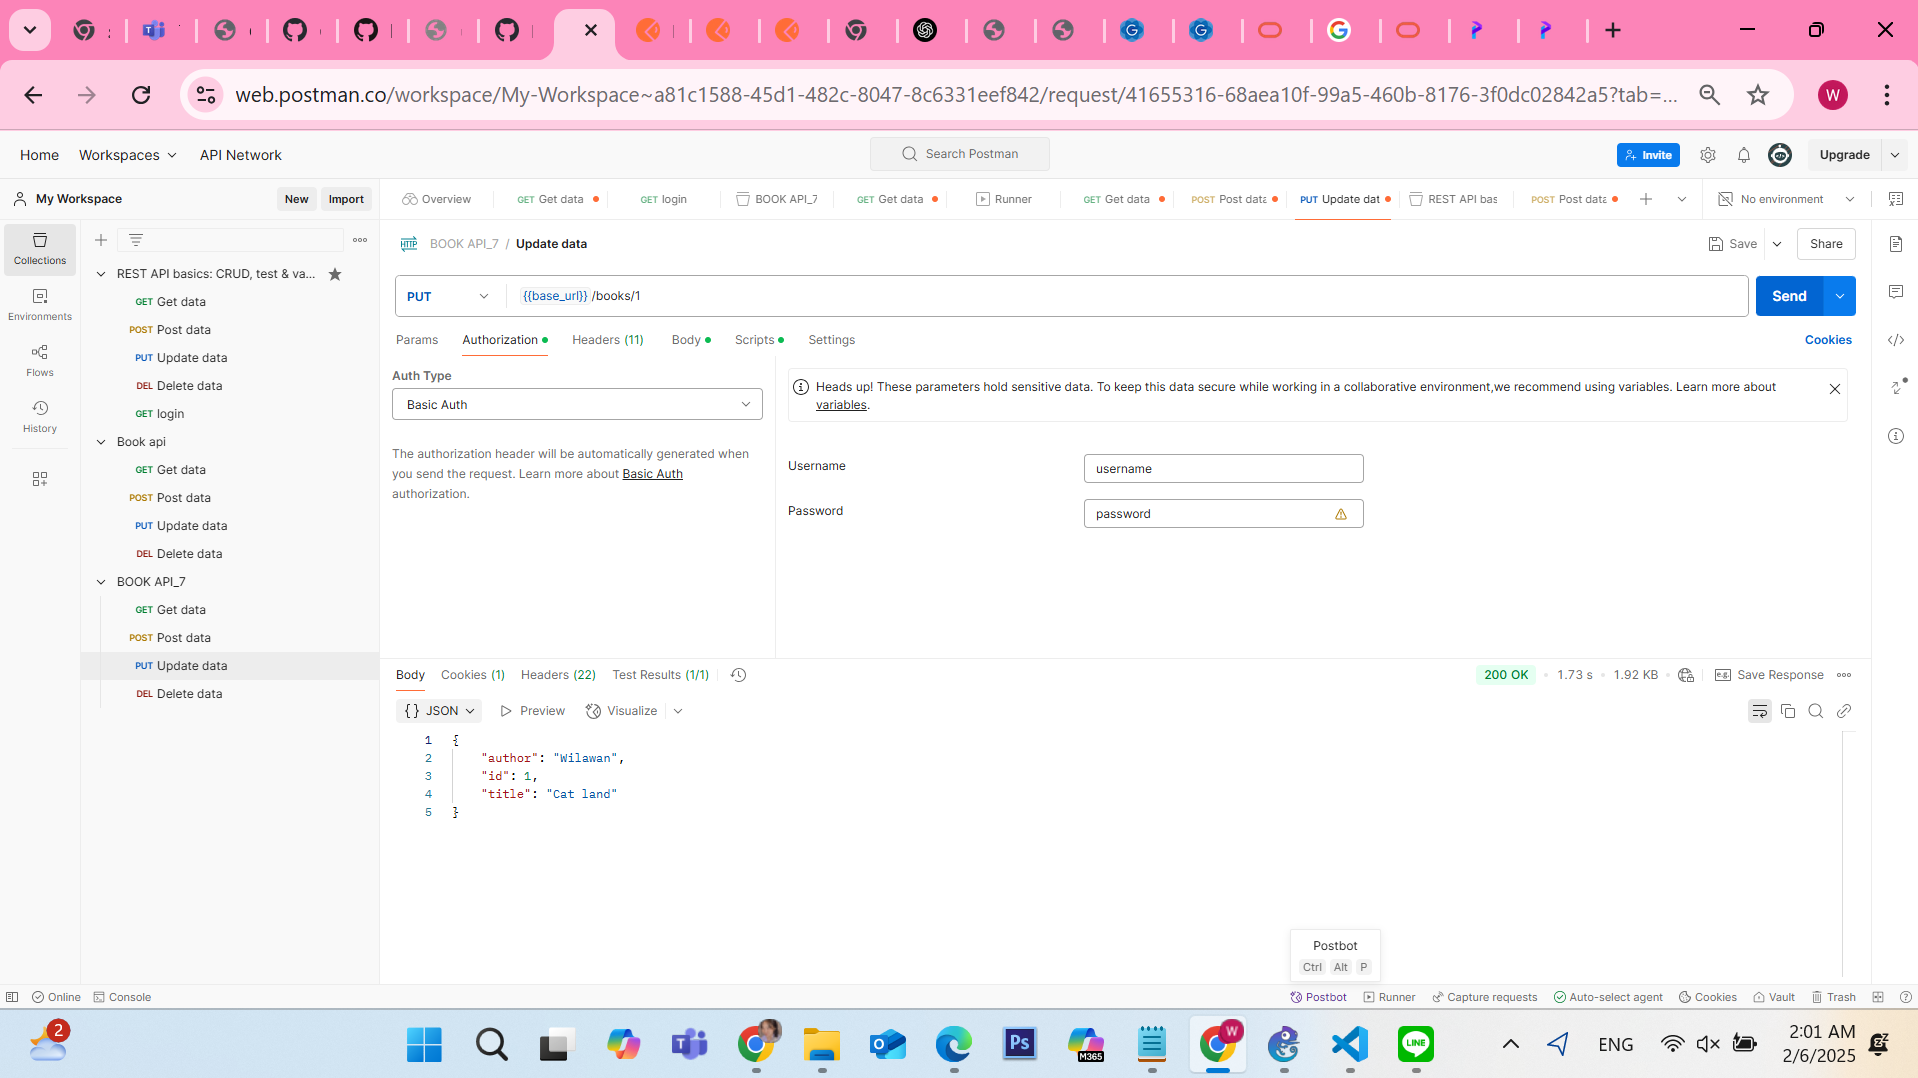 web.postman.co/workspace/My-Workspace~a81c1588-45d1-482c-8047-8c6331eef842/request/41655316-68aea10f-99a5-460b-8176-3f0dc02842a5?tab=...
W
Home
Workspaces
API Network
Search Postman
Invite
Upgrade
My Workspace
New
Import
Overview
GET Get data
GET login
BOOK API_7
GET Get data
Runner
GET Get data
POST Post data
PUT Update dat
REST API bas
POST Post data
No environment
Collections
Environments
Flows
History
REST API basics: CRUD, test & va...
GET Get data
POST Post data
PUT Update data
DEL Delete data
GET login
Book api
GET Get data
POST Post data
PUT Update data
DEL Delete data
BOOK API_7
GET Get data
POST Post data
PUT Update data
DEL Delete data
HTTP
BOOK API_7 / Update data
Save
Share
PUT
{{base_url}} /books/1
Send
Params
Authorization
Headers (11)
Body
Scripts
Settings
Cookies
Auth Type
Basic Auth
The authorization header will be automatically generated when
you send the request. Learn more about Basic Auth
authorization.
Heads up! These parameters hold sensitive data. To keep this data secure while working in a collaborative environment,we recommend using variables. Learn more about
variables.
Username
username
Password
password
Body
Cookies (1)
Headers (22)
Test Results (1/1)
200 OK
1.73 s
1.92 KB
e.g.
Save Response
{} JSON
Preview
Visualize
1 {
2 "author": "Wilawan",
3 "id": 1,
4 "title": "Cat land"
5 }
Postbot
Ctrl Alt P
Online
Console
Postbot
Runner
Capture requests
Auto-select agent
Cookies
Vault
Trash
2
Ps
M365
W
LINE
ENG
2:01 AM
2/6/2025